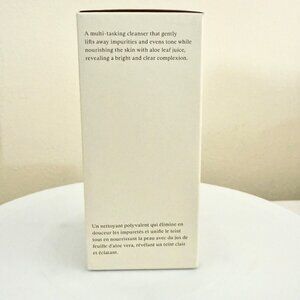 A multi-tasking cleanser that gently
lifts away impurities and evens tone while
nourishing the skin with aloe leaf juice,
revealing a bright and clear complexion.
Un nettoyant polyvalent qui élimine en
douceur les impuretés et unifie le teint
tout en nourrissant la peau avec du jus de
feuille d'aloe vera, révélant un teint clair
et éclatant.